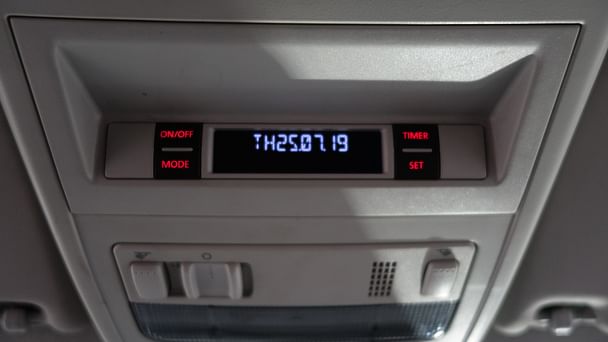 ON/OFF
MODE
TH25.07.19
TIMER
SET